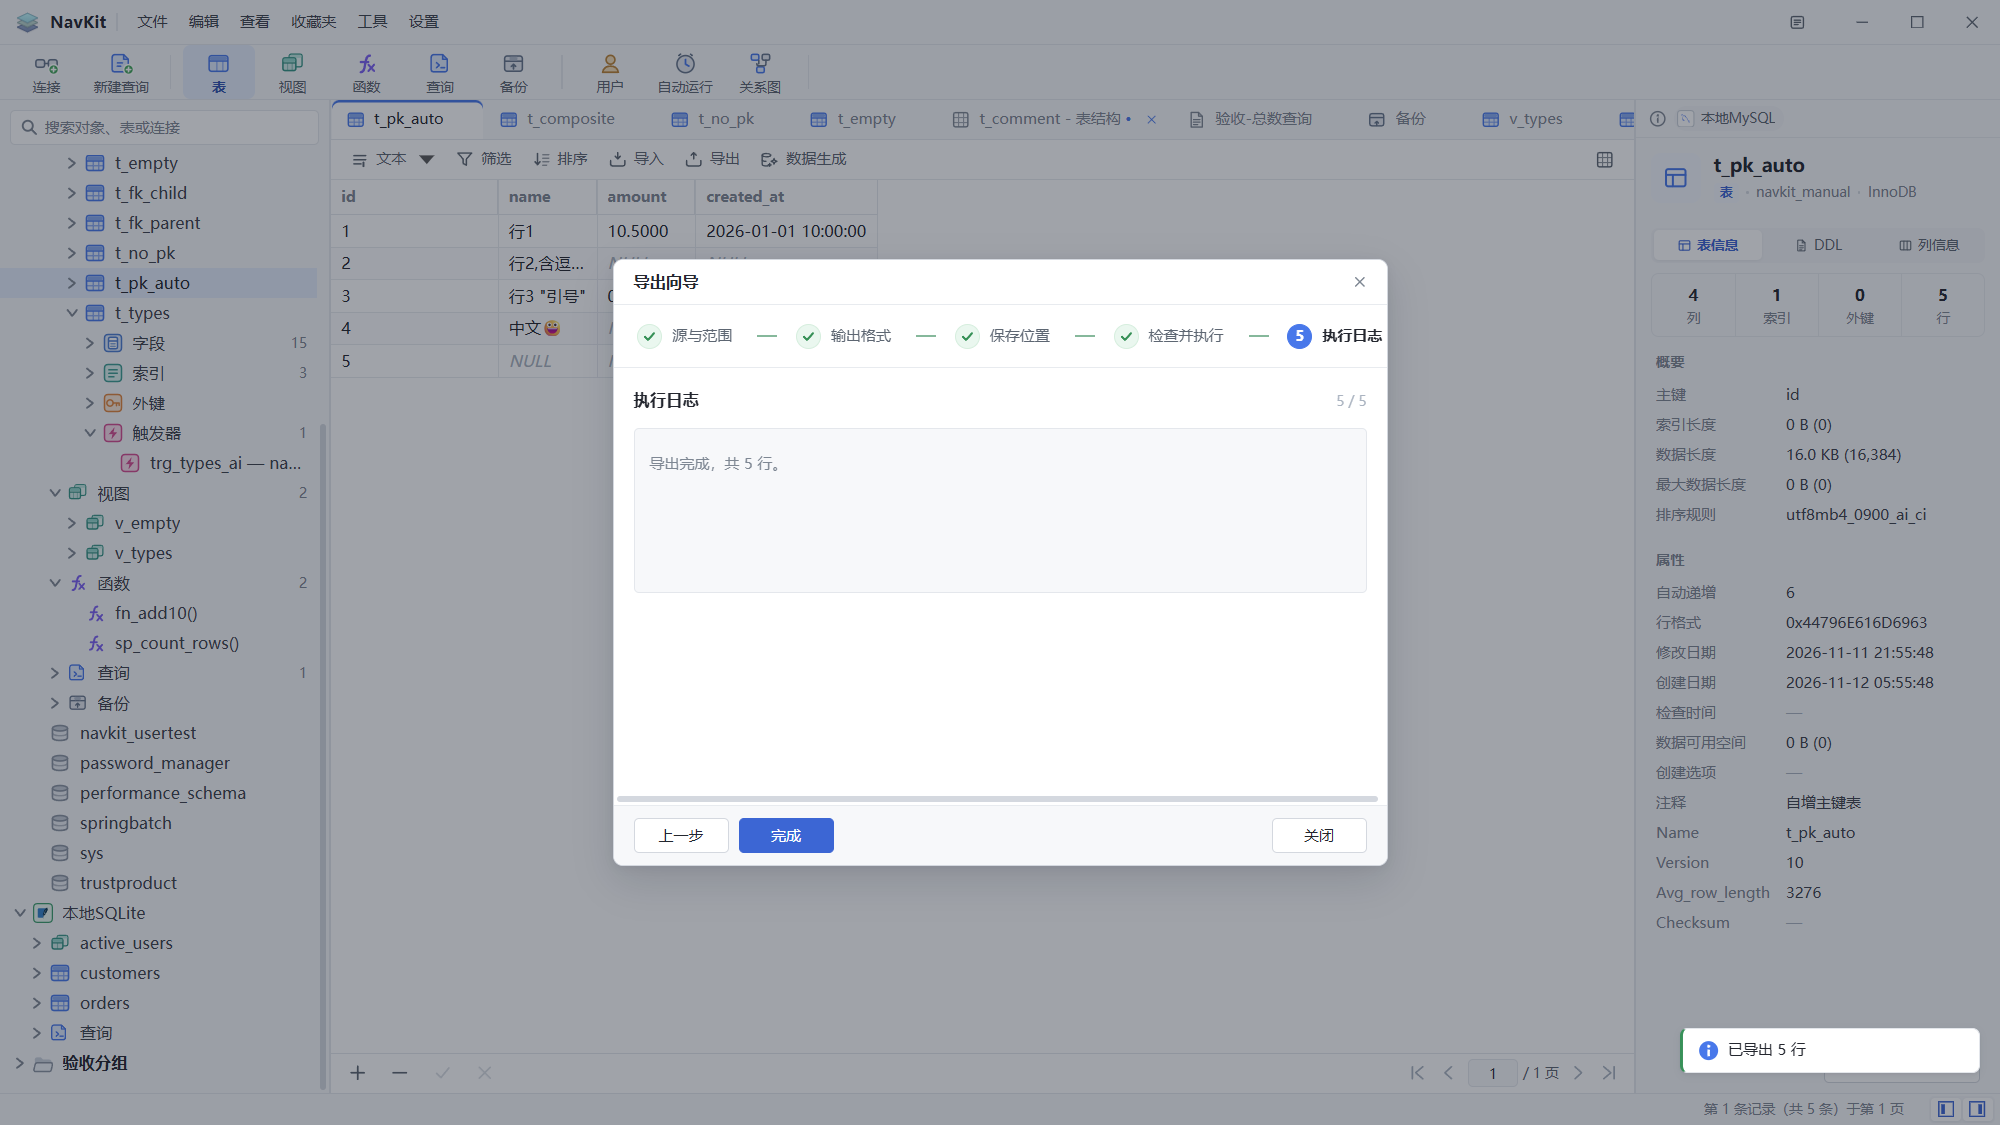 NavKit 文件 编辑 查看 收藏夹 工具 设置
连接 新建查询 表 视图 函数 查询 备份 用户 自动运行 关系图
搜索对象、表或连接
t_empty
t_fk_child
t_fk_parent
t_no_pk
t_pk_auto
t_types
字段 15
索引 3
外键
触发器 1
trg_types_ai — na...
视图 2
v_empty
v_types
函数 2
fn_add10()
sp_count_rows()
查询 1
备份
navkit_usertest
password_manager
performance_schema
springbatch
sys
trustproduct
本地SQLite
active_users
customers
orders
查询
验收分组
t_pk_auto t_composite t_no_pk t_empty t_comment - 表结构 • 验收-总数查询 备份 v_types
文本 筛选 排序 导入 导出 数据生成
id name amount created_at
1 行1 10.5000 2026-01-01 10:00:00
2 行2,含逗...
3 行3 "引号"
4 中文😀
5 NULL
导出向导
源与范围 输出格式 保存位置 检查并执行 5 执行日志
执行日志 5 / 5
导出完成，共 5 行。
上一步 完成 关闭
1 / 1 页
本地MySQL
t_pk_auto
表 · navkit_manual · InnoDB
表信息 DDL 列信息
4 1 0 5
列 索引 外键 行
概要
主键 id
索引长度 0 B (0)
数据长度 16.0 KB (16,384)
最大数据长度 0 B (0)
排序规则 utf8mb4_0900_ai_ci
属性
自动递增 6
行格式 0x44796E616D6963
修改日期 2026-11-11 21:55:48
创建日期 2026-11-12 05:55:48
检查时间 —
数据可用空间 0 B (0)
创建选项 —
注释 自增主键表
Name t_pk_auto
Version 10
Avg_row_length 3276
Checksum —
已导出 5 行
第 1 条记录（共 5 条）于第 1 页